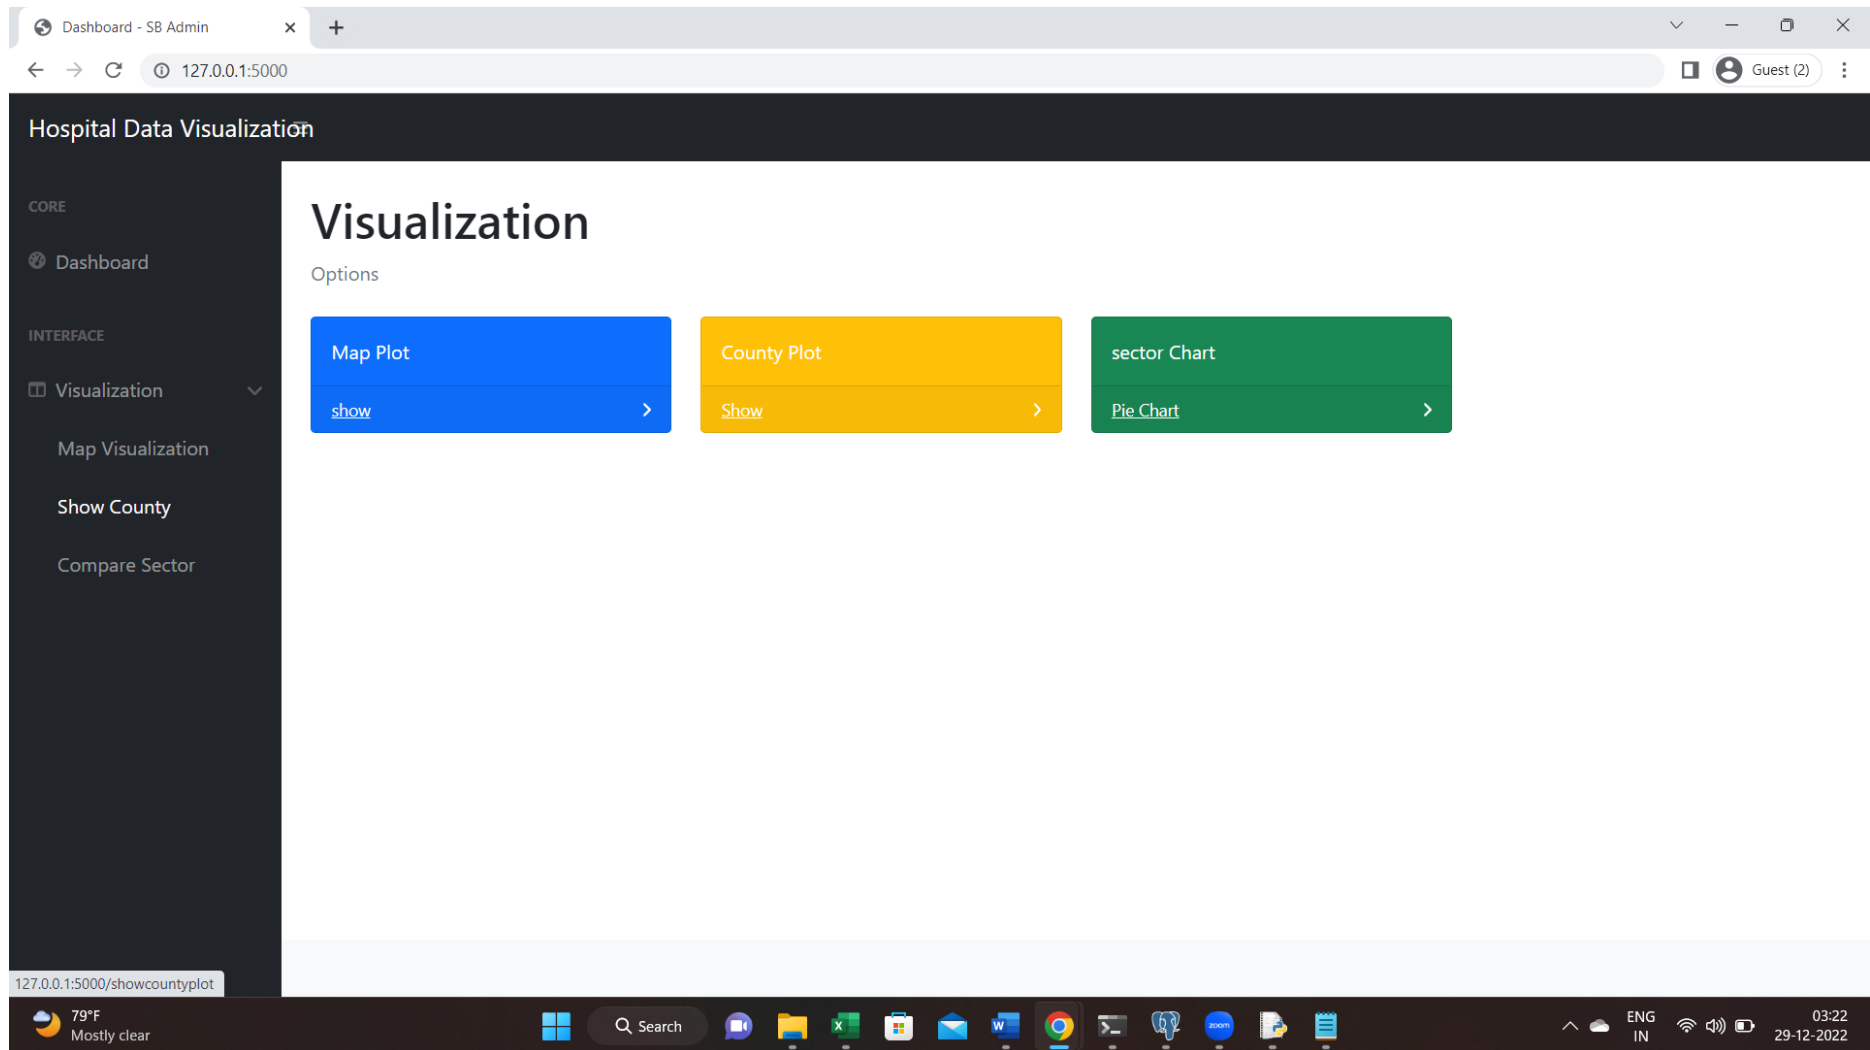 Dashboard - SB Admin
127.0.0.1:5000
Guest (2)
Hospital Data Visualization
CORE
Dashboard
INTERFACE
Visualization
Map Visualization
Show County
Compare Sector
Visualization
Options
Map Plot
show
County Plot
Show
sector Chart
Pie Chart
127.0.0.1:5000/showcountyplot
79°F
Mostly clear
Search
X
W
zoom
ENG
IN
03:22
29-12-2022